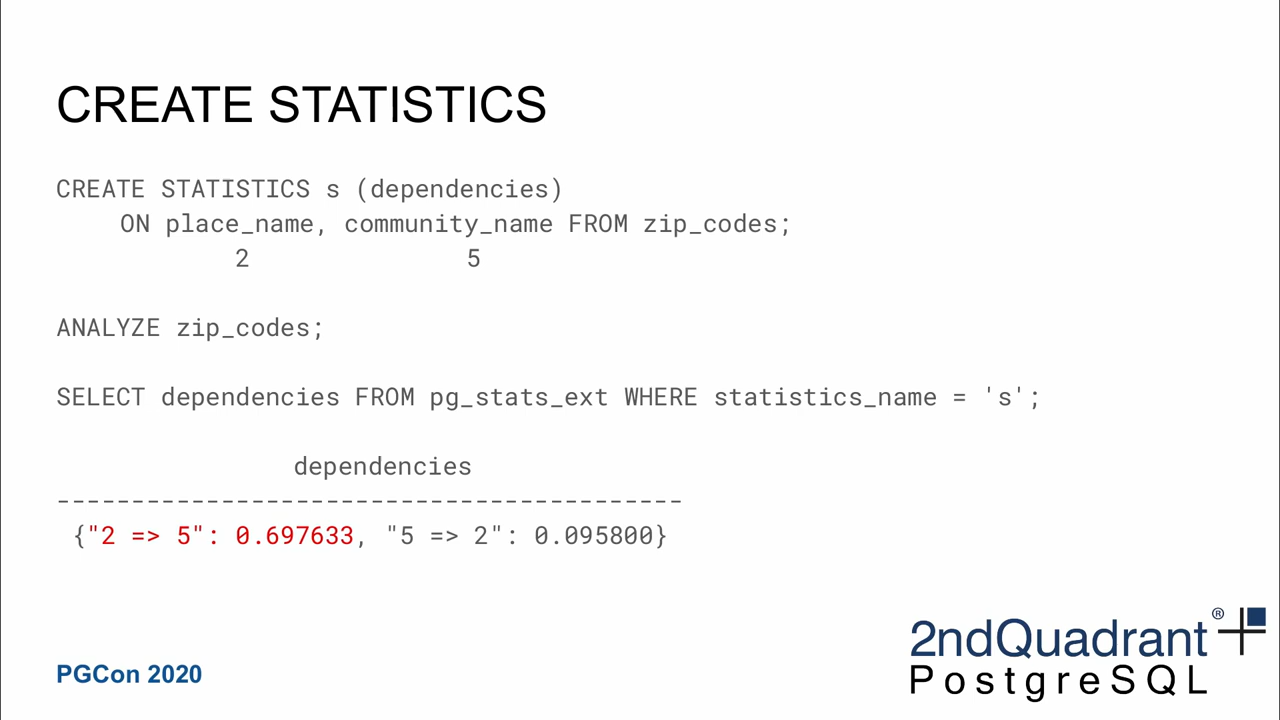 CREATE STATISTICS
CREATE STATISTICS s (dependencies)
ON place_name, community_name FROM zip_codes;
2 5
ANALYZE zip_codes;
SELECT dependencies FROM pg_stats_ext WHERE statistics_name = 's';
dependencies
------------------------------------------
{"2 => 5": 0.697633, "5 => 2": 0.095800}
PGCon 2020
2ndQuadrant®
PostgreSQL